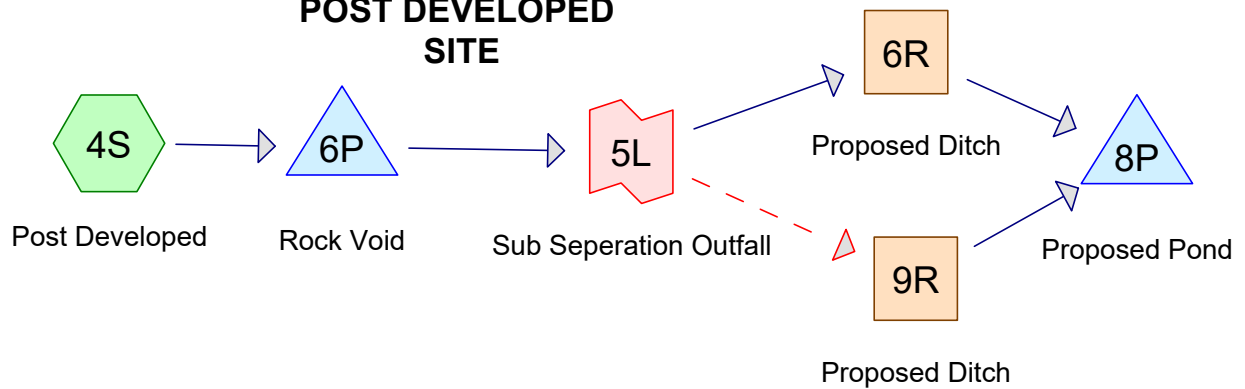 POST DEVELOPED
SITE
4S
Post Developed
6P
Rock Void
5L
Sub Seperation Outfall
6R
Proposed Ditch
9R
Proposed Ditch
8P
Proposed Pond